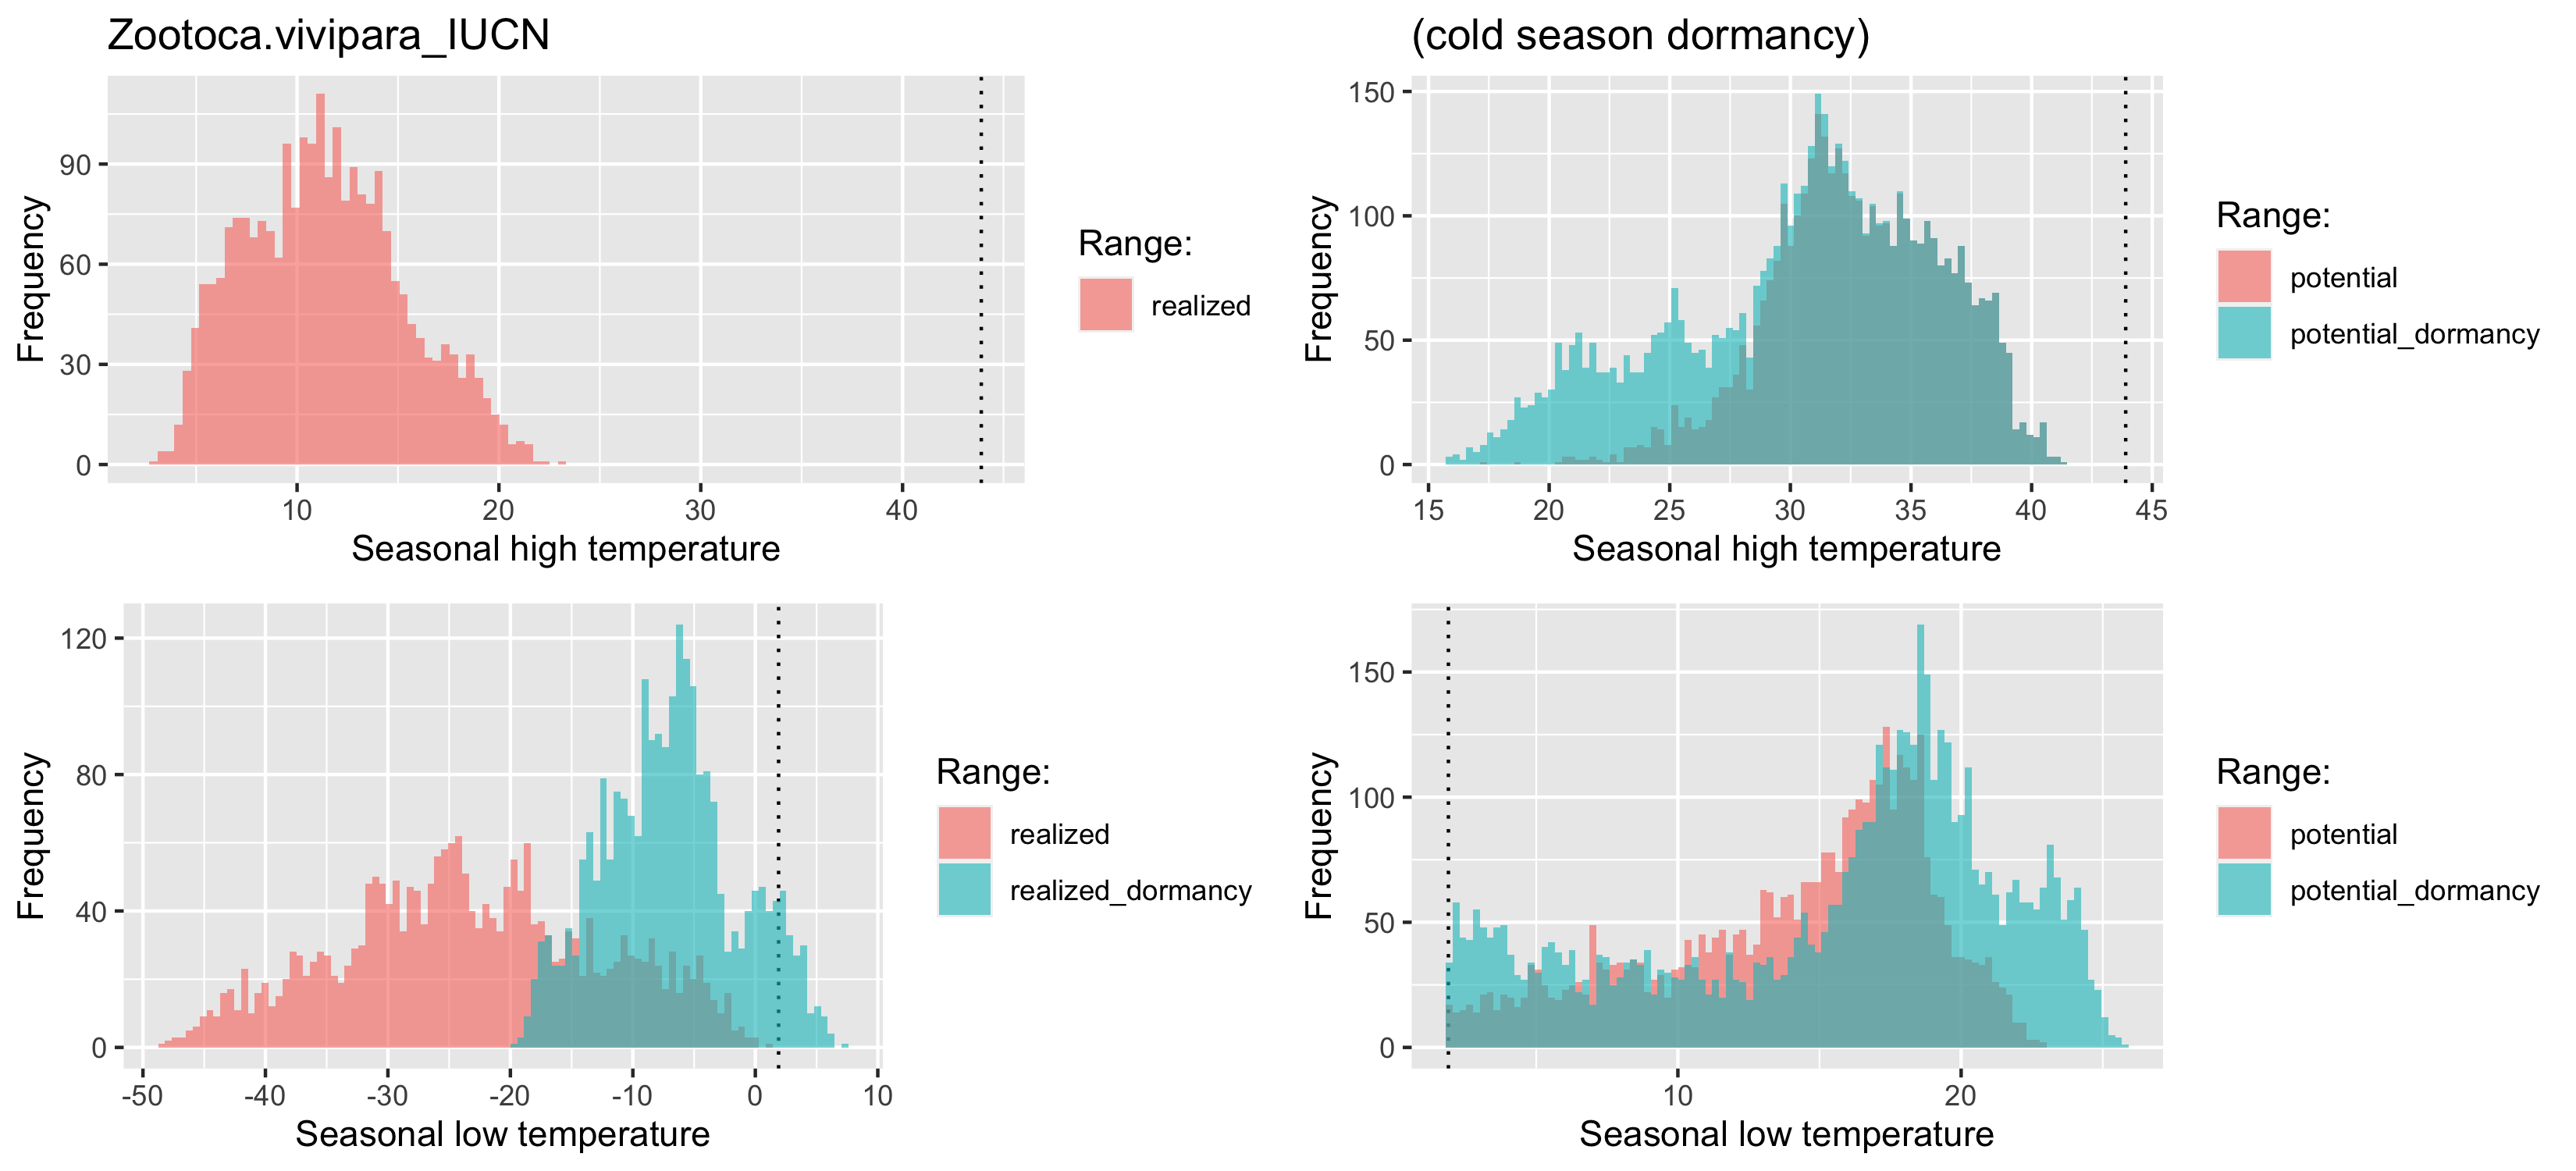 Zootoca.vivipara_IUCN
Frequency
90
60
30
0
10 20 30 40
Seasonal high temperature
Range:
realized
(cold season dormancy)
Frequency
150
100
50
0
15 20 25 30 35 40 45
Seasonal high temperature
Range:
potential
potential_dormancy
Frequency
120
80
40
0
-50 -40 -30 -20 -10 0 10
Seasonal low temperature
Range:
realized
realized_dormancy
Frequency
150
100
50
0
10 20
Seasonal low temperature
Range:
potential
potential_dormancy